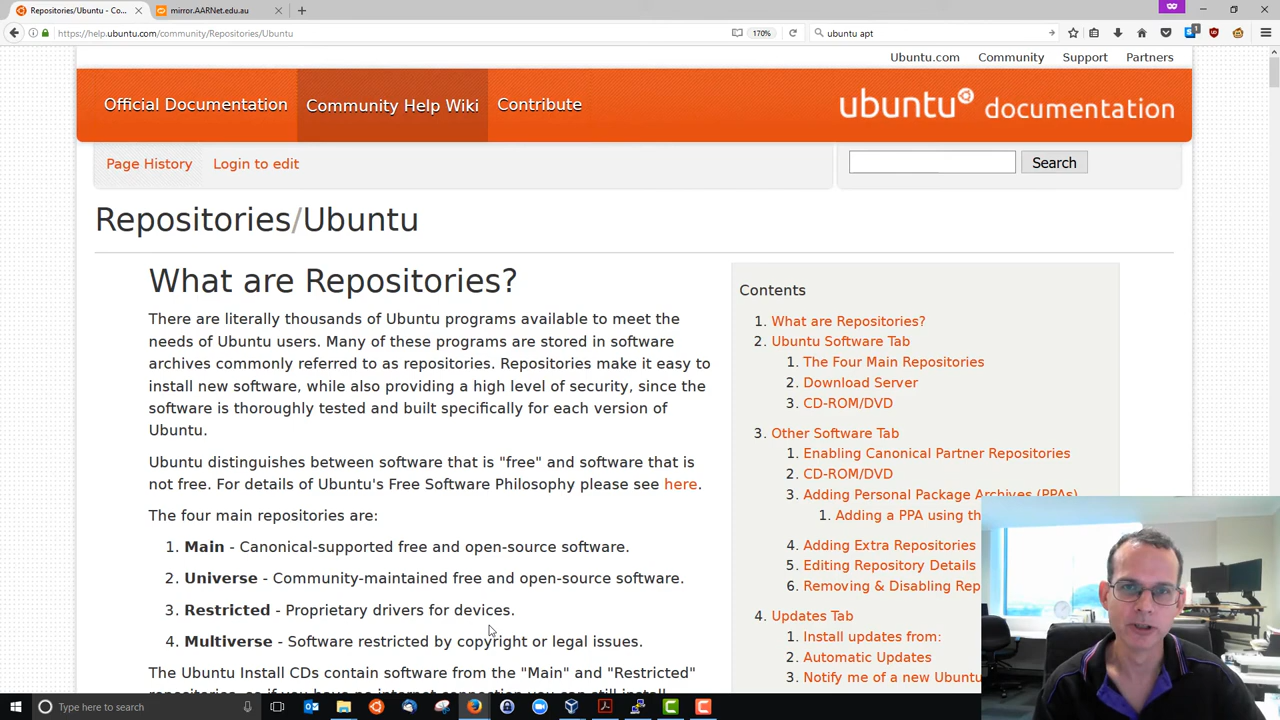 Repositories/Ubuntu - Co...
mirror.AARNet.edu.au
https://help.ubuntu.com/community/Repositories/Ubuntu
170%
ubuntu apt
Ubuntu.com Community Support Partners
Official Documentation Community Help Wiki Contribute
ubuntu documentation
Page History Login to edit
Search
Repositories/Ubuntu
What are Repositories?
There are literally thousands of Ubuntu programs available to meet the
needs of Ubuntu users. Many of these programs are stored in software
archives commonly referred to as repositories. Repositories make it easy to
install new software, while also providing a high level of security, since the
software is thoroughly tested and built specifically for each version of
Ubuntu.
Ubuntu distinguishes between software that is "free" and software that is
not free. For details of Ubuntu's Free Software Philosophy please see here.
The four main repositories are:
1. Main - Canonical-supported free and open-source software.
2. Universe - Community-maintained free and open-source software.
3. Restricted - Proprietary drivers for devices.
4. Multiverse - Software restricted by copyright or legal issues.
The Ubuntu Install CDs contain software from the "Main" and "Restricted"
Contents
1. What are Repositories?
2. Ubuntu Software Tab
1. The Four Main Repositories
2. Download Server
3. CD-ROM/DVD
3. Other Software Tab
1. Enabling Canonical Partner Repositories
2. CD-ROM/DVD
3. Adding Personal Package Archives (PPAs)
1. Adding a PPA using th
4. Adding Extra Repositories
5. Editing Repository Details
6. Removing & Disabling Rep
4. Updates Tab
1. Install updates from:
2. Automatic Updates
3. Notify me of a new Ubuntu
Type here to search